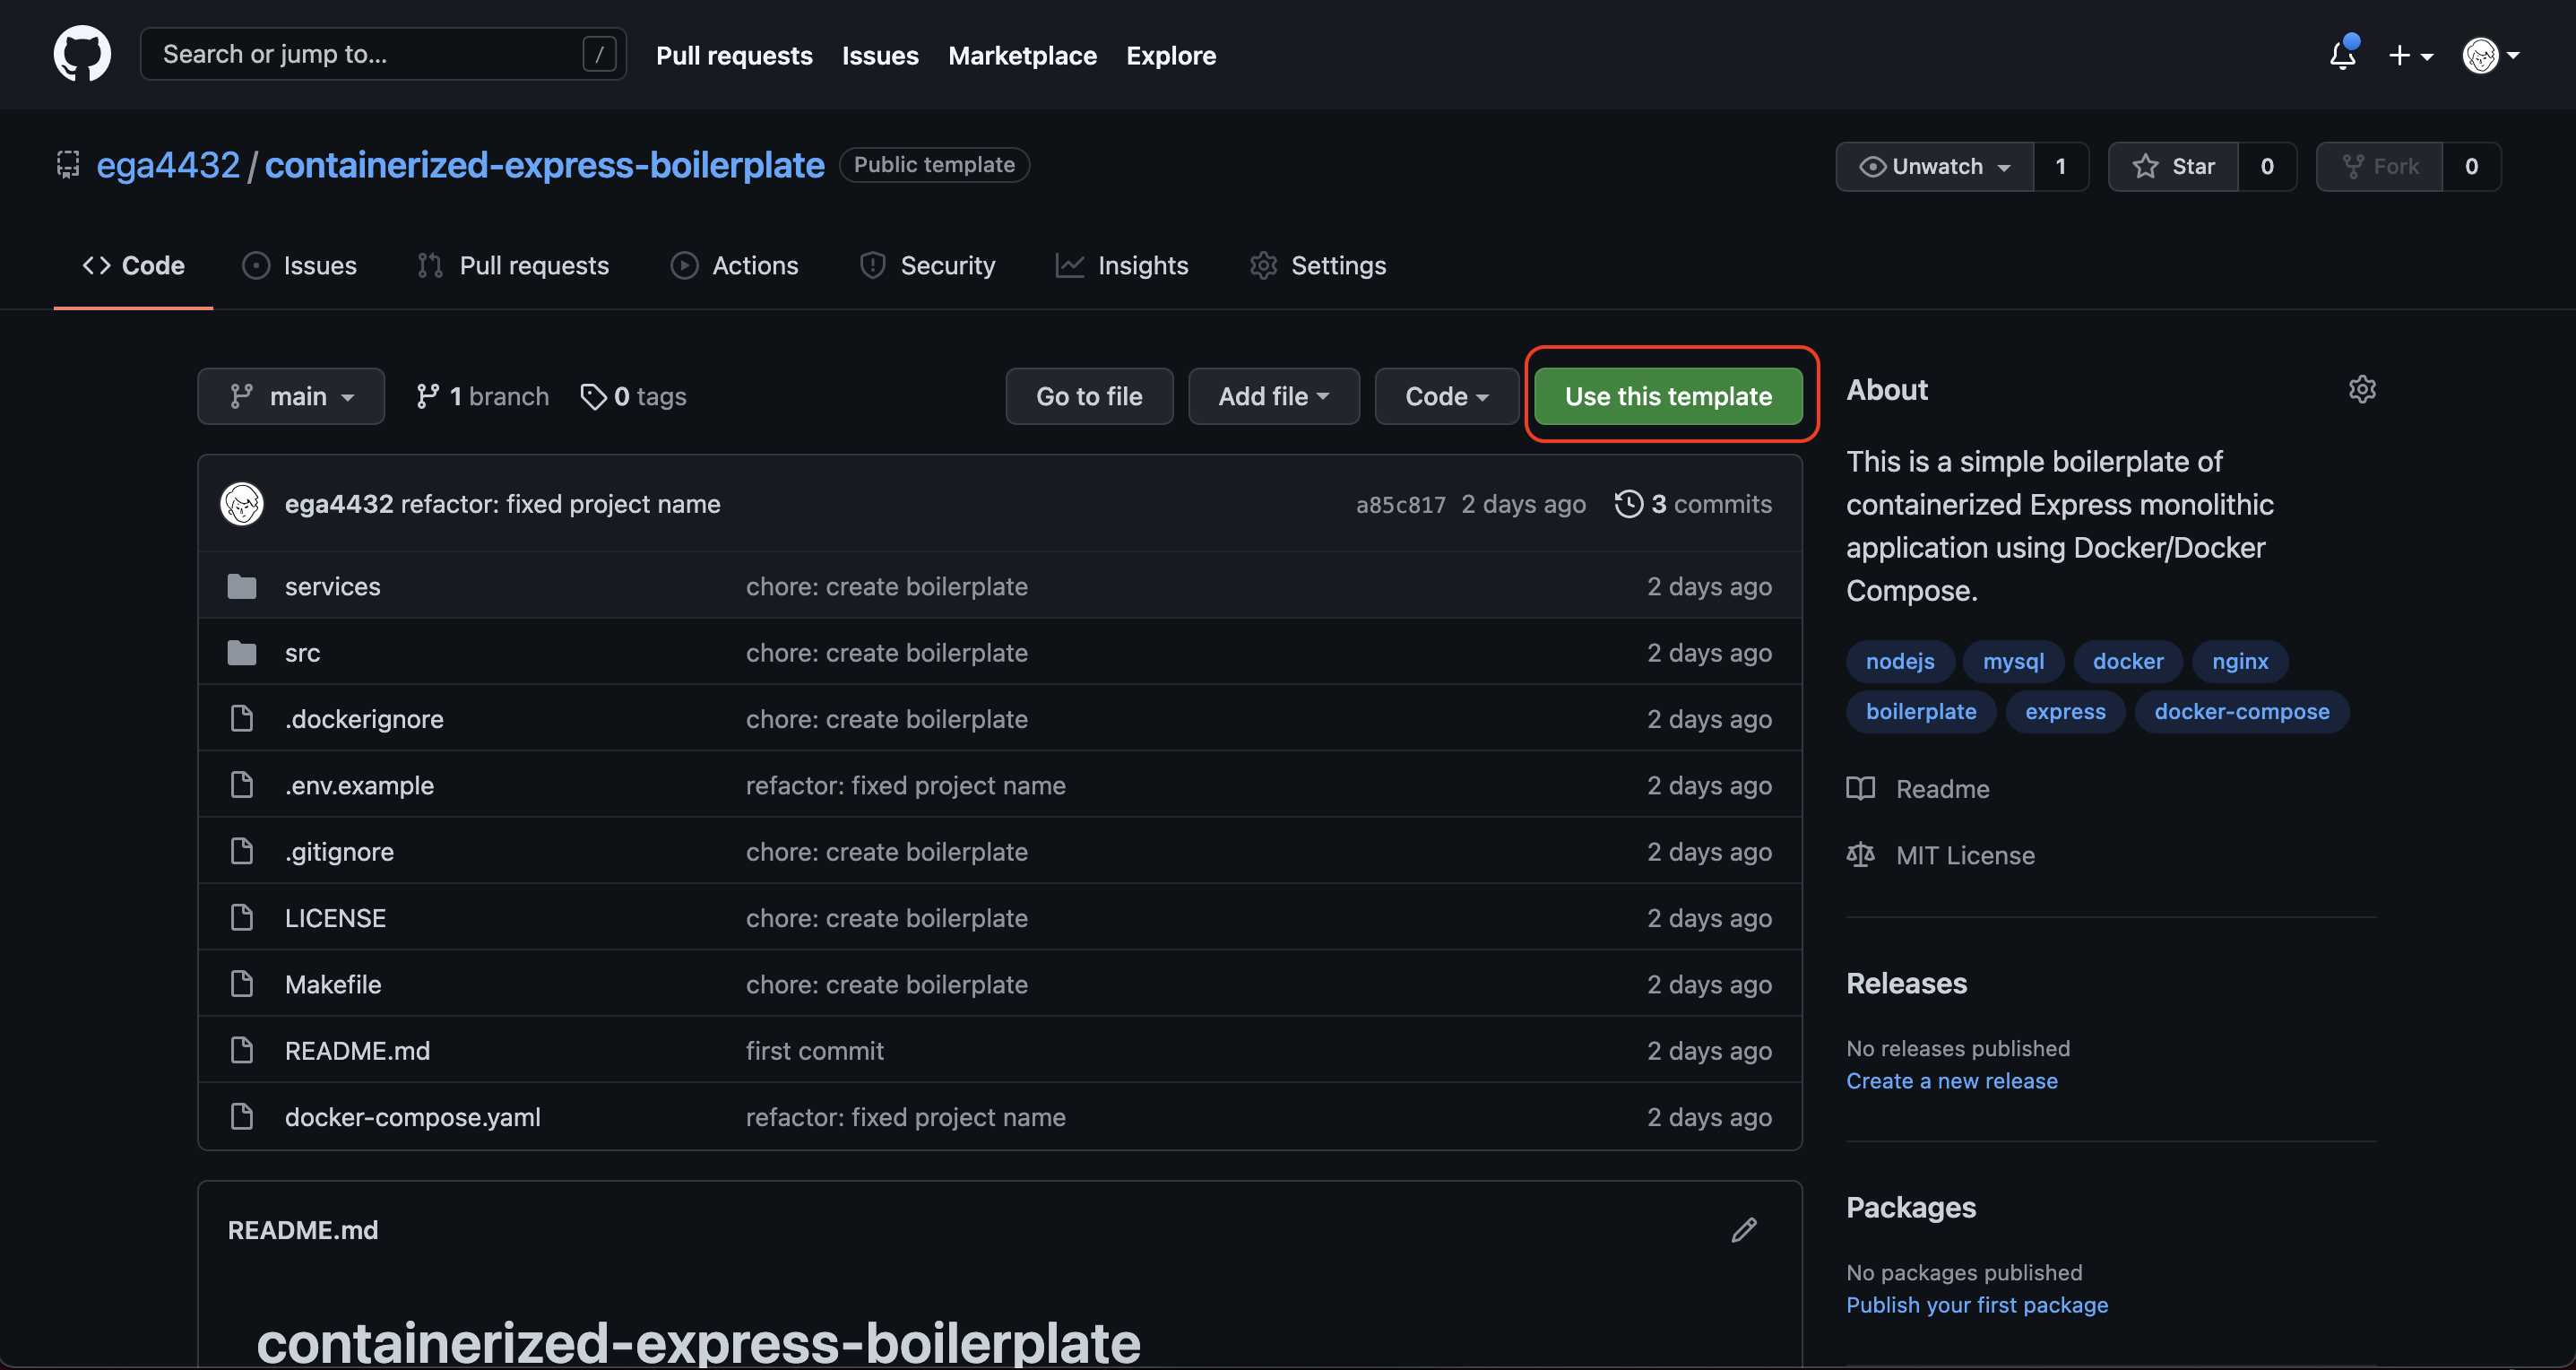 Search or jump to... / Pull requests Issues Marketplace Explore
ega4432 / containerized-express-boilerplate Public template Unwatch 1 Star 0 Fork 0
Code Issues Pull requests Actions Security Insights Settings
main 1 branch 0 tags Go to file Add file Code Use this template
ega4432 refactor: fixed project name a85c817 2 days ago 3 commits
services chore: create boilerplate 2 days ago
src chore: create boilerplate 2 days ago
.dockerignore chore: create boilerplate 2 days ago
.env.example refactor: fixed project name 2 days ago
.gitignore chore: create boilerplate 2 days ago
LICENSE chore: create boilerplate 2 days ago
Makefile chore: create boilerplate 2 days ago
README.md first commit 2 days ago
docker-compose.yaml refactor: fixed project name 2 days ago
README.md
containerized-express-boilerplate
About
This is a simple boilerplate of
containerized Express monolithic
application using Docker/Docker
Compose.
nodejs mysql docker nginx
boilerplate express docker-compose
Readme
MIT License
Releases
No releases published
Create a new release
Packages
No packages published
Publish your first package